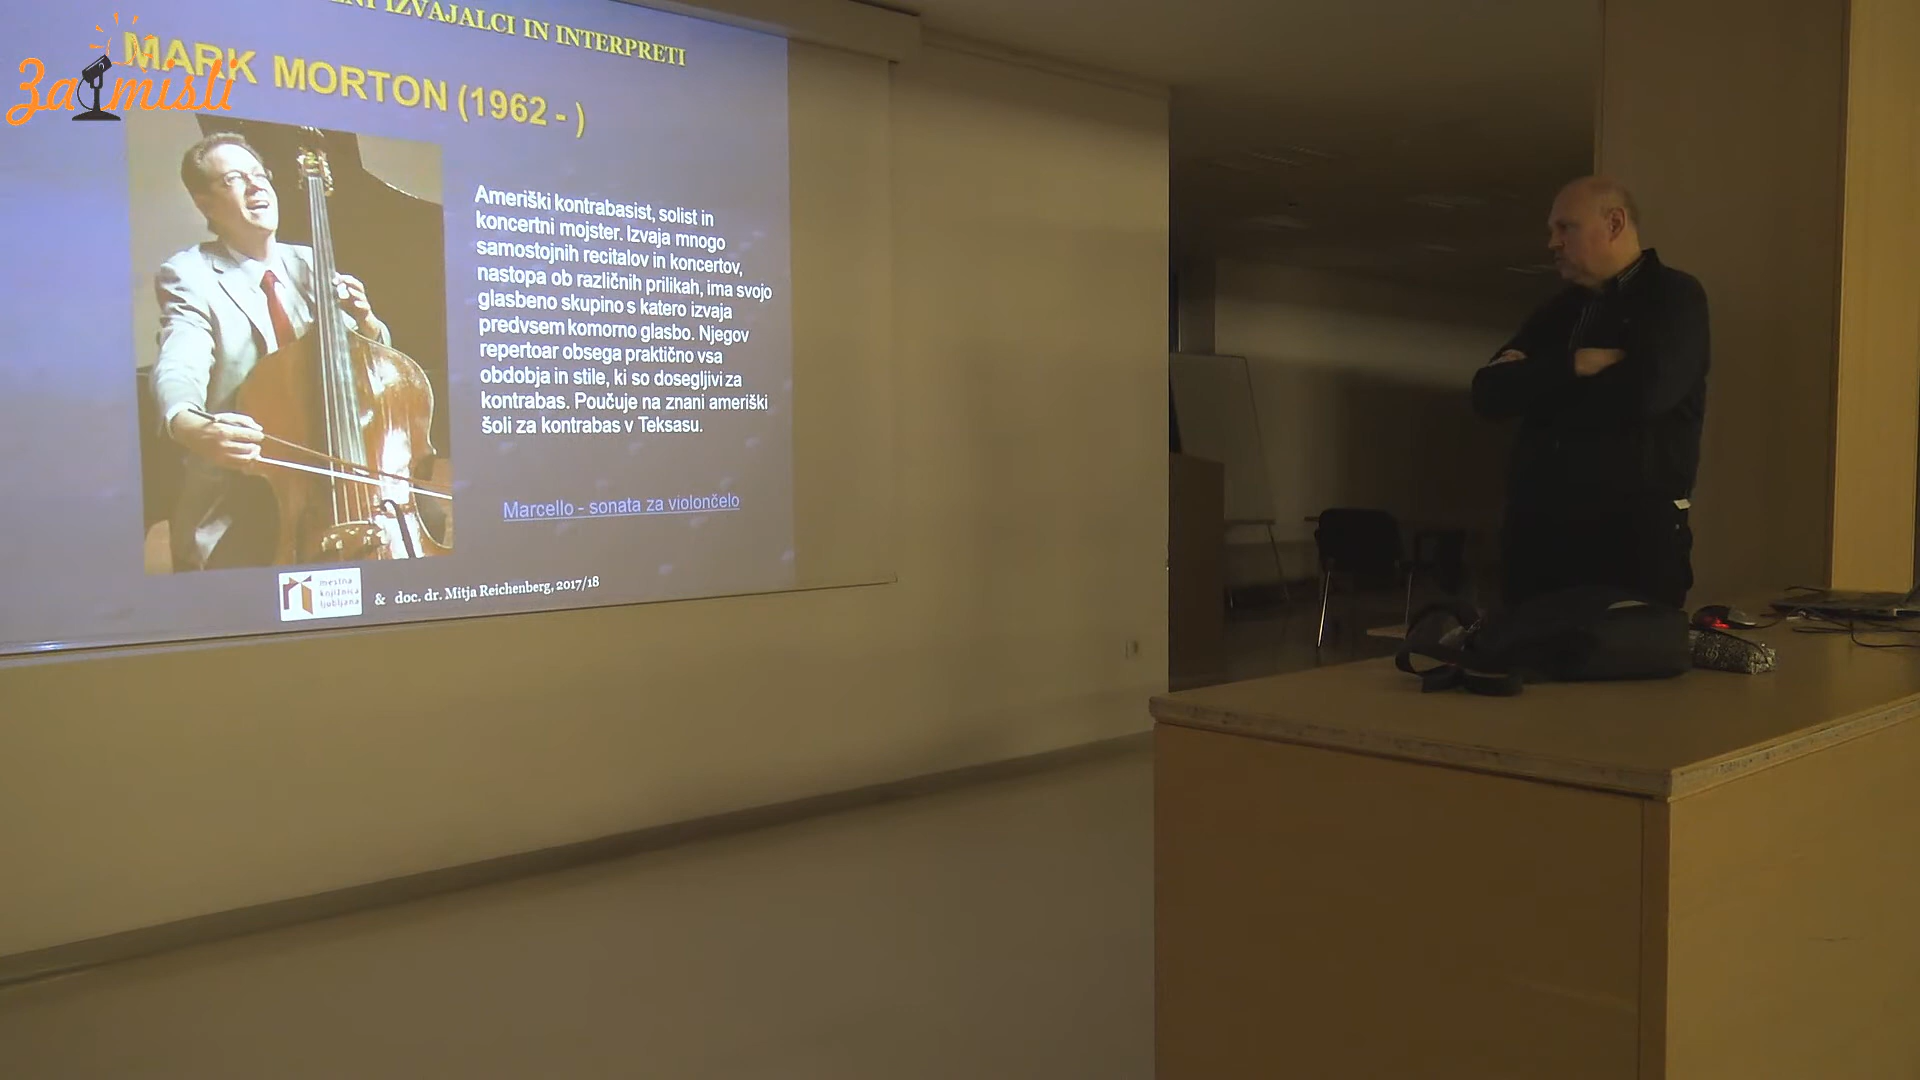 IZVAJALCI IN INTERPRETI
Zamisli
MARK MORTON (1962 - )
Ameriški kontrabasist, solist in
koncertni mojster. Izvaja mnogo
samostojnih recitalov in koncertov,
nastopa ob različnih prilikah, ima svojo
glasbeno skupino s katero izvaja
predvsem komorno glasbo. Njegov
repertoar obsega praktično vsa
obdobja in stile, ki so dosegljivi za
kontrabas. Poučuje na znani ameriški
šoli za kontrabas v Teksasu.
Marcello - sonata za violončelo
mestna
knjižnica
ljubljana
& doc. dr. Mitja Reichenberg, 2017/18